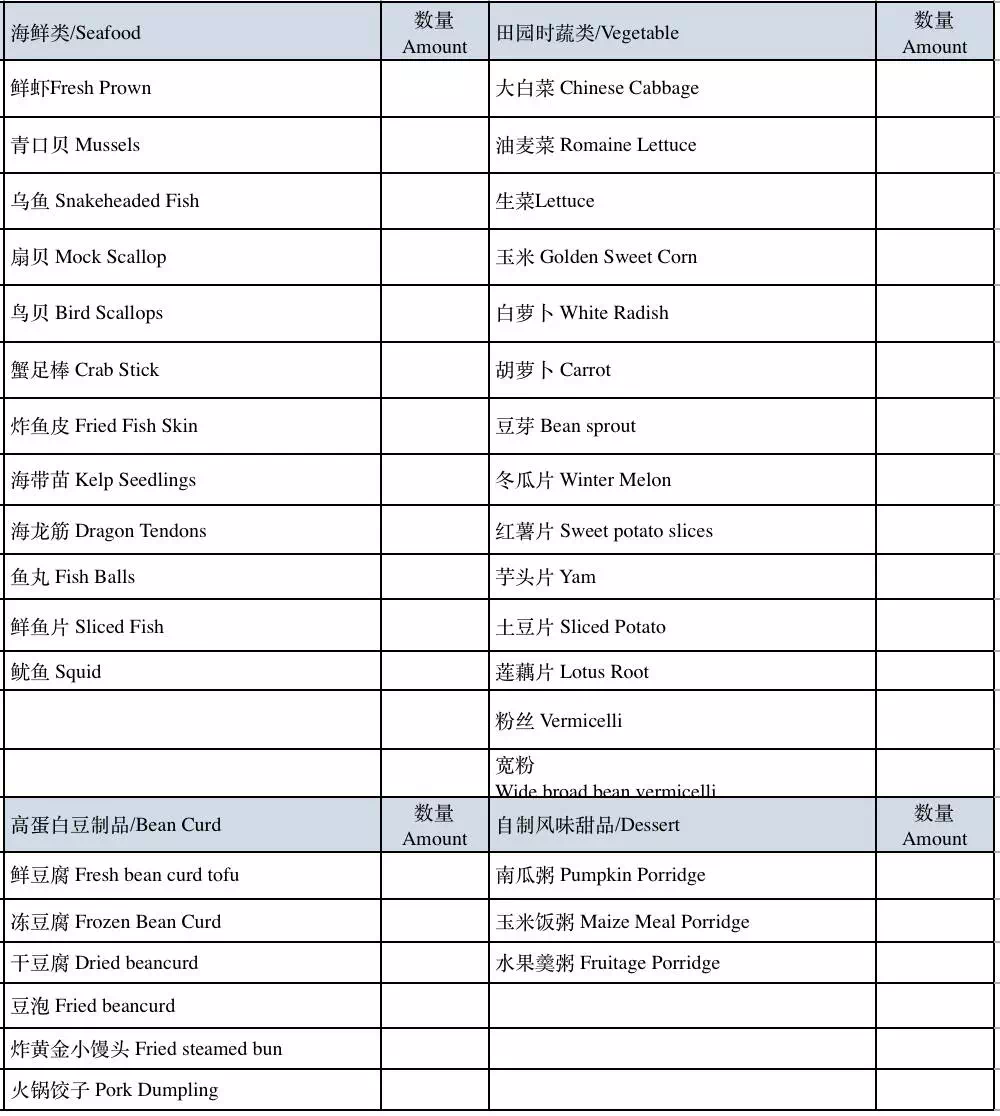 海鲜类/Seafood
数量
Amount
田园时蔬类/Vegetable
数量
Amount
鲜虾Fresh Prown
大白菜 Chinese Cabbage
青口贝 Mussels
油麦菜 Romaine Lettuce
乌鱼 Snakeheaded Fish
生菜Lettuce
扇贝 Mock Scallop
玉米 Golden Sweet Corn
鸟贝 Bird Scallops
白萝卜 White Radish
蟹足棒 Crab Stick
胡萝卜 Carrot
炸鱼皮 Fried Fish Skin
豆芽 Bean sprout
海带苗 Kelp Seedlings
冬瓜片 Winter Melon
海龙筋 Dragon Tendons
红薯片 Sweet potato slices
鱼丸 Fish Balls
芋头片 Yam
鲜鱼片 Sliced Fish
土豆片 Sliced Potato
鱿鱼 Squid
莲藕片 Lotus Root
粉丝 Vermicelli
宽粉
Wide broad bean vermicelli
高蛋白豆制品/Bean Curd
数量
Amount
自制风味甜品/Dessert
数量
Amount
鲜豆腐 Fresh bean curd tofu
南瓜粥 Pumpkin Porridge
冻豆腐 Frozen Bean Curd
玉米饭粥 Maize Meal Porridge
干豆腐 Dried beancurd
水果羹粥 Fruitage Porridge
豆泡 Fried beancurd
炸黄金小馒头 Fried steamed bun
火锅饺子 Pork Dumpling